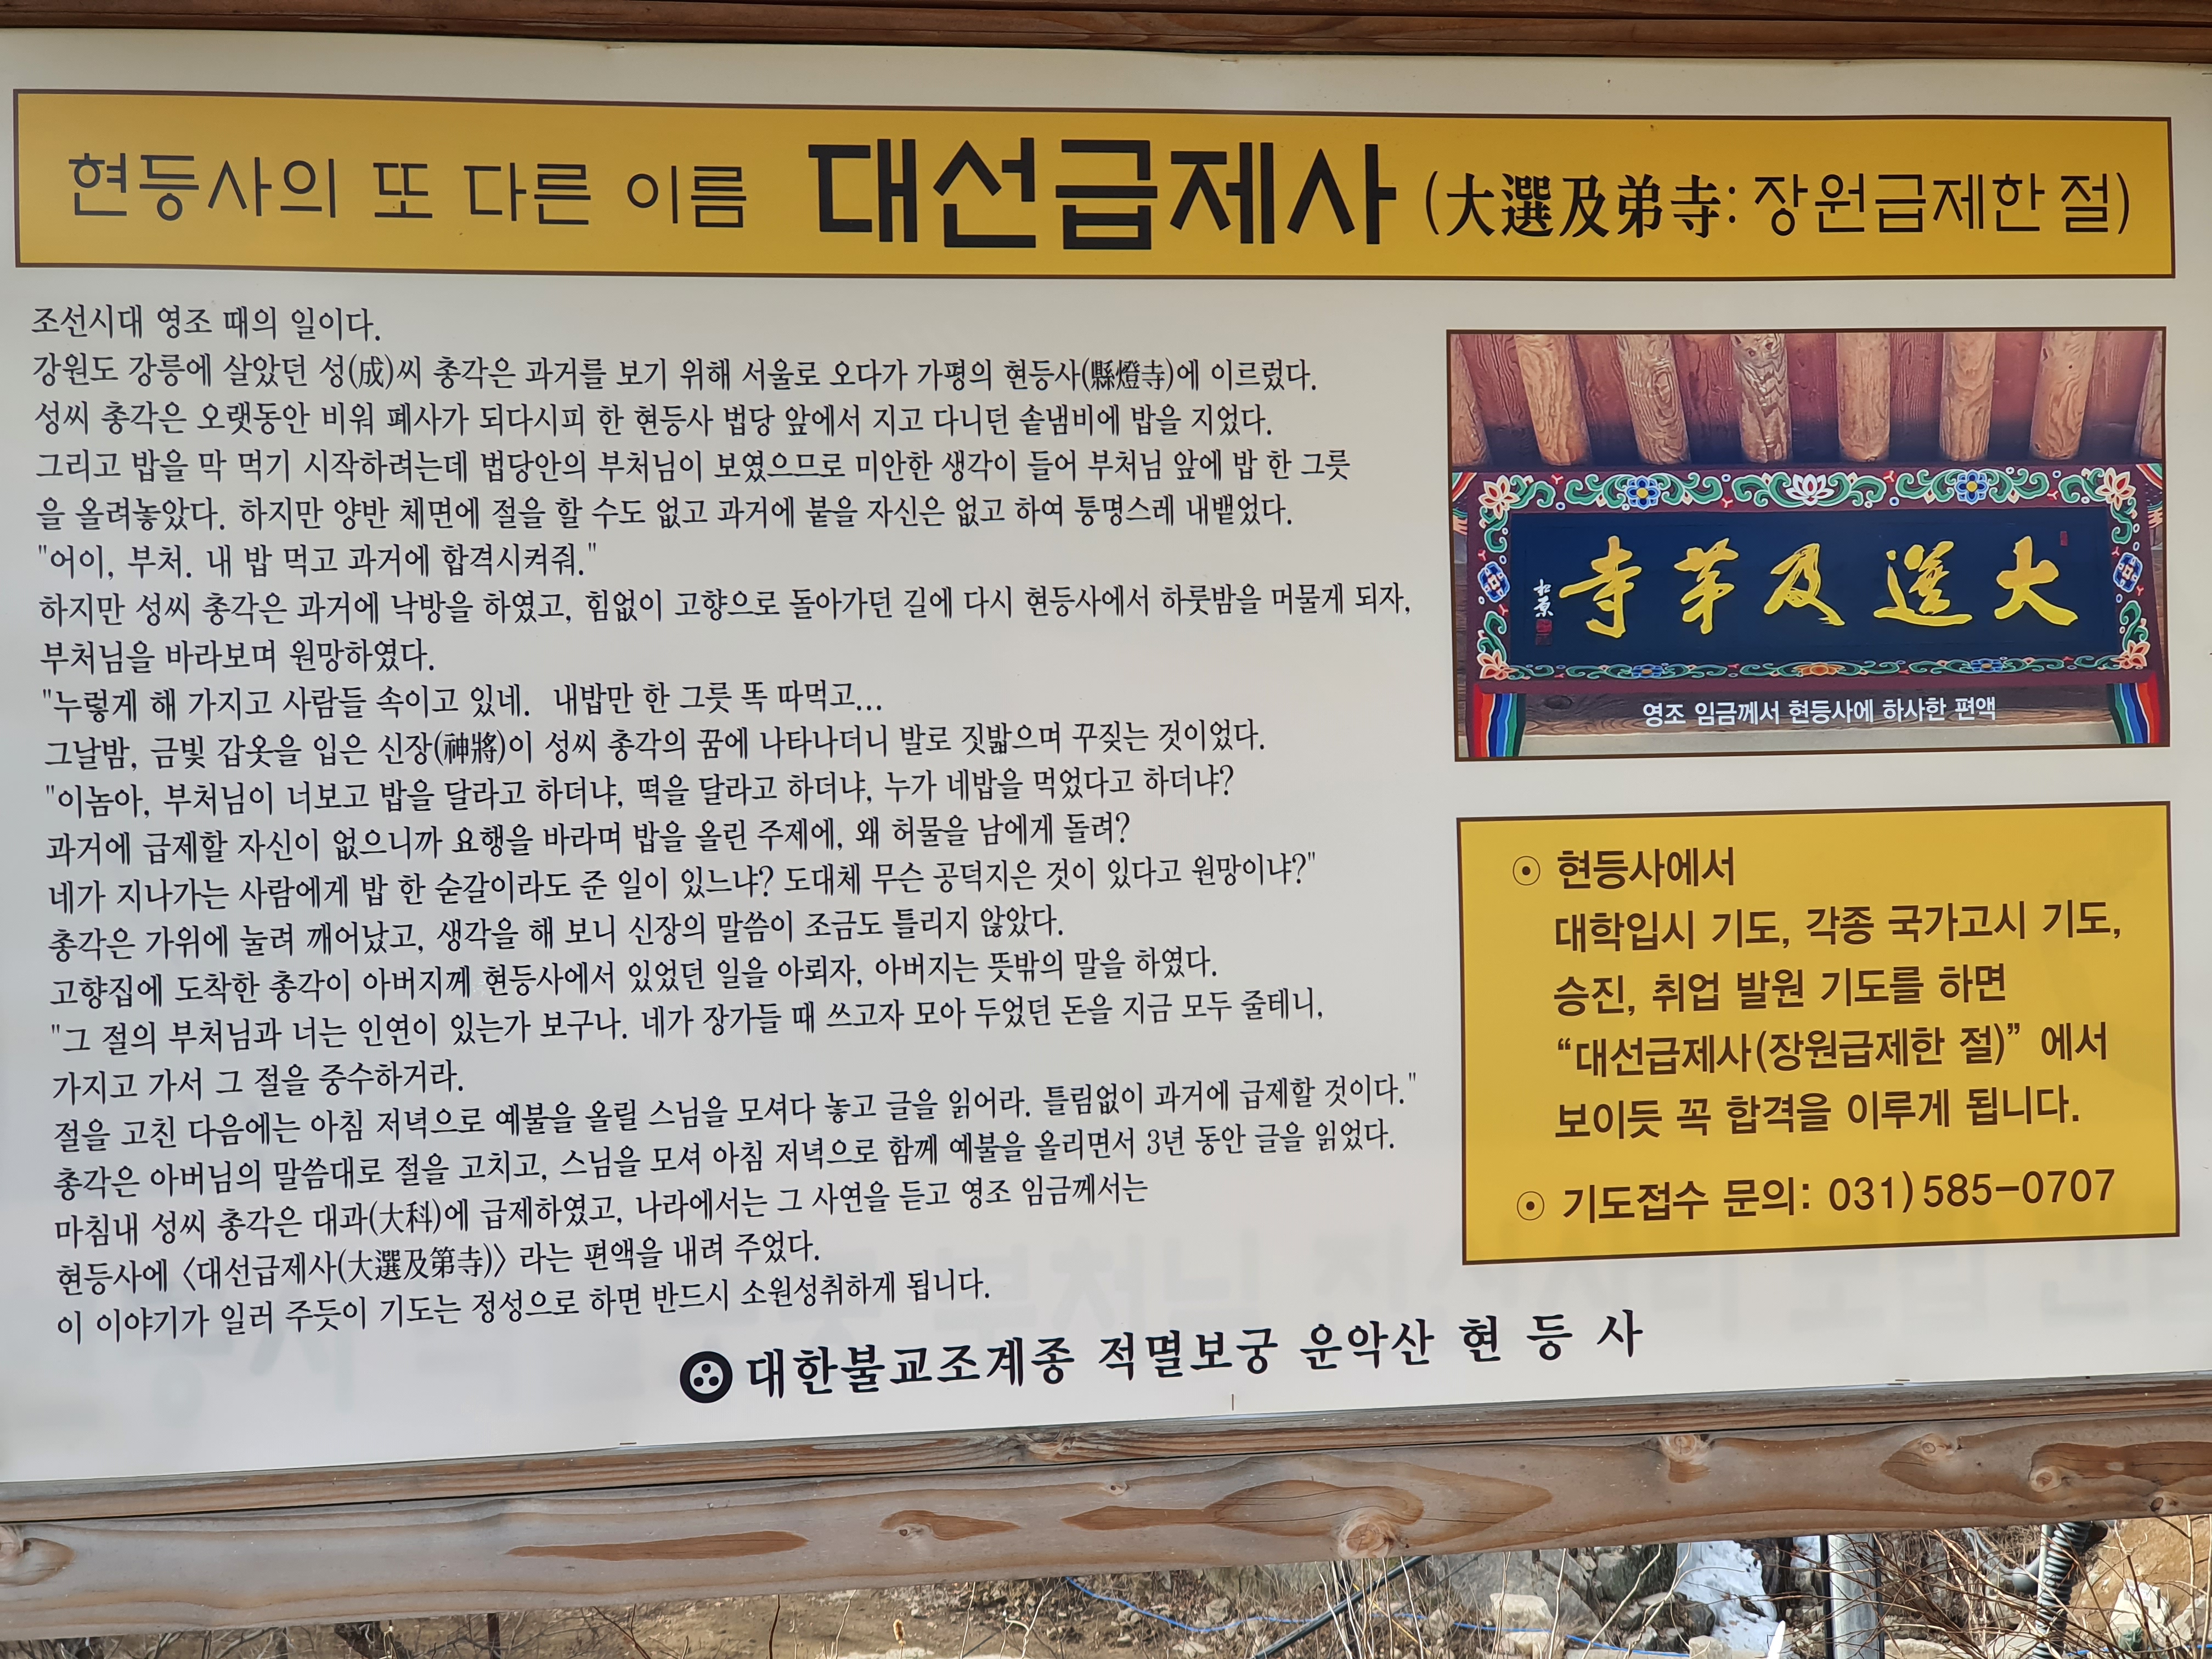 현등사의 또 다른 이름 대선급제사 (大選及弟寺: 장원급제한 절)
조선시대 영조 때의 일이다.
강원도 강릉에 살았던 성(成)씨 총각은 과거를 보기 위해 서울로 오다가 가평의 현등사(縣燈寺)에 이르렀다.
성씨 총각은 오랫동안 비워 폐사가 되다시피 한 현등사 법당 앞에서 지고 다니던 솥냄비에 밥을 지었다.
그리고 밥을 막 먹기 시작하려는데 법당안의 부처님이 보였으므로 미안한 생각이 들어 부처님 앞에 밥 한 그릇
을 올려놓았다. 하지만 양반 체면에 절을 할 수도 없고 과거에 붙을 자신은 없고 하여 퉁명스레 내뱉었다.
"어이, 부처. 내 밥 먹고 과거에 합격시켜줘."
하지만 성씨 총각은 과거에 낙방을 하였고, 힘없이 고향으로 돌아가던 길에 다시 현등사에서 하룻밤을 머물게 되자,
부처님을 바라보며 원망하였다.
"누렇게 해 가지고 사람들 속이고 있네. 내밥만 한 그릇 똑 따먹고...
그날밤, 금빛 갑옷을 입은 신장(神將)이 성씨 총각의 꿈에 나타나더니 발로 짓밟으며 꾸짖는 것이었다.
"이놈아, 부처님이 너보고 밥을 달라고 하더냐, 떡을 달라고 하더냐, 누가 네밥을 먹었다고 하더냐?
과거에 급제할 자신이 없으니까 요행을 바라며 밥을 올린 주제에, 왜 허물을 남에게 돌려?
네가 지나가는 사람에게 밥 한 숟갈이라도 준 일이 있느냐? 도대체 무슨 공덕지은 것이 있다고 원망이냐?"
총각은 가위에 눌려 깨어났고, 생각을 해 보니 신장의 말씀이 조금도 틀리지 않았다.
고향집에 도착한 총각이 아버지께 현등사에서 있었던 일을 아뢰자, 아버지는 뜻밖의 말을 하였다.
"그 절의 부처님과 너는 인연이 있는가 보구나. 네가 장가들 때 쓰고자 모아 두었던 돈을 지금 모두 줄테니,
가지고 가서 그 절을 중수하거라.
절을 고친 다음에는 아침 저녁으로 예불을 올릴 스님을 모셔다 놓고 글을 읽어라. 틀림없이 과거에 급제할 것이다."
총각은 아버님의 말씀대로 절을 고치고, 스님을 모셔 아침 저녁으로 함께 예불을 올리면서 3년 동안 글을 읽었다.
마침내 성씨 총각은 대과(大科)에 급제하였고, 나라에서는 그 사연을 듣고 영조 임금께서는
현등사에 〈대선급제사(大選及第寺)〉 라는 편액을 내려 주었다.
이 이야기가 일러 주듯이 기도는 정성으로 하면 반드시 소원성취하게 됩니다.
寺苐及選大
영조 임금께서 현등사에 하사한 편액
⊙ 현등사에서
대학입시 기도, 각종 국가고시 기도,
승진, 취업 발원 기도를 하면
“대선급제사(장원급제한 절)” 에서
보이듯 꼭 합격을 이루게 됩니다.
⊙ 기도접수 문의: 031)585-0707
대한불교조계종 적멸보궁 운악산 현 등 사